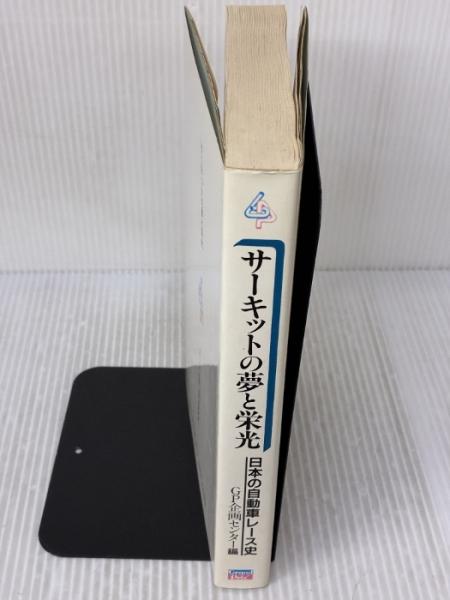 サーキットの夢と栄光
日本の自動車レース史
GP企画センター編